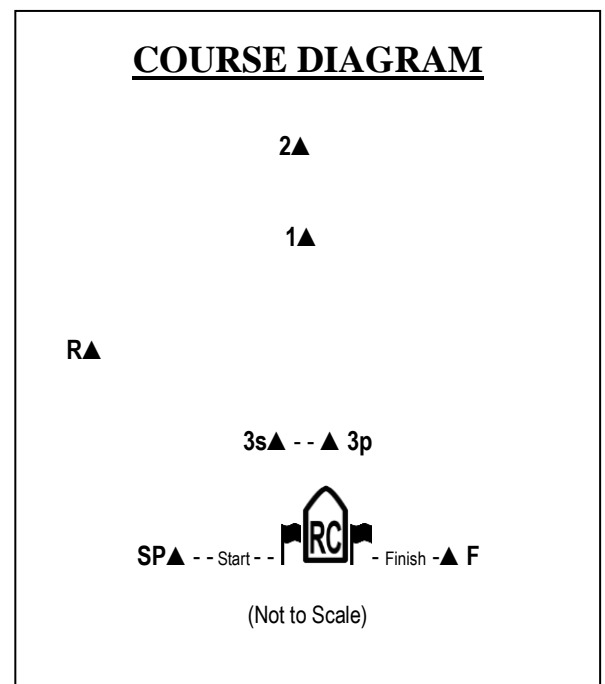 COURSE DIAGRAM
2▲
1▲
R▲
3s▲ - - ▲ 3p
RC
SP▲ - - Start - - - Finish -▲ F
(Not to Scale)